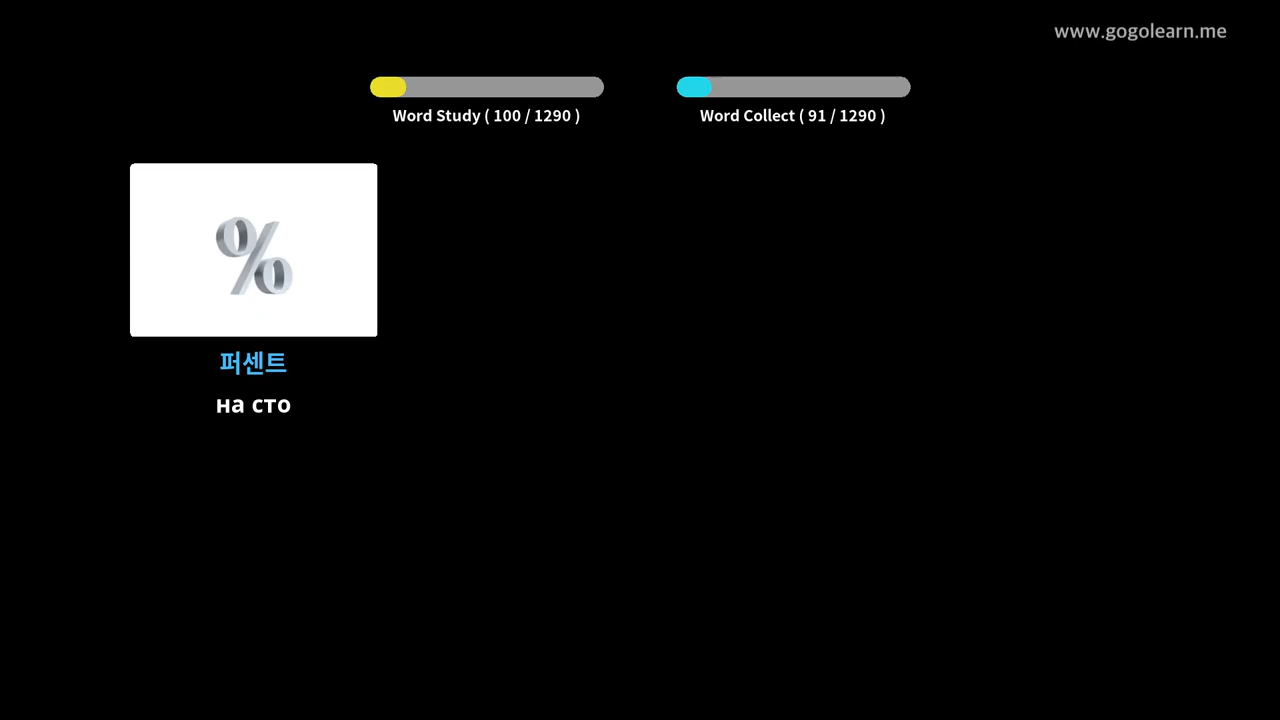 www.gogolearn.me
Word Study ( 100 / 1290 )
Word Collect ( 91 / 1290 )
%
퍼센트
на сто